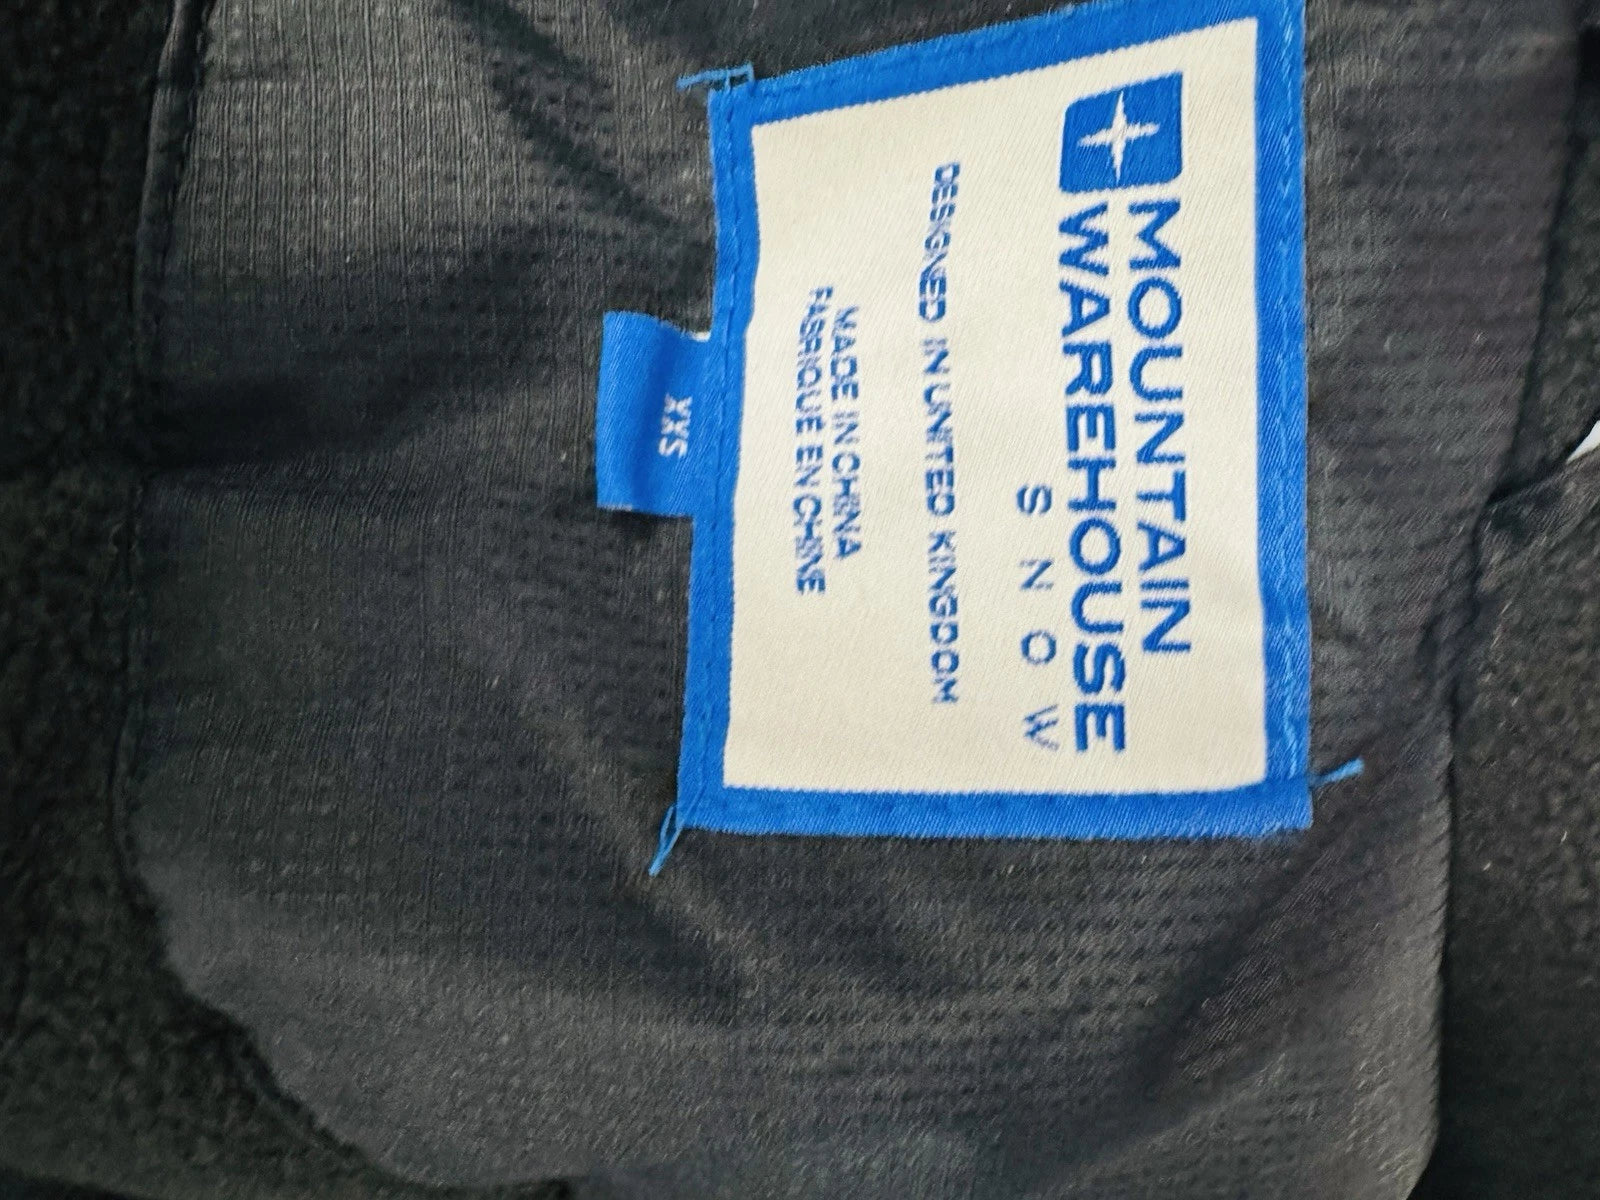 MOUNTAIN
WAREHOUSE
SNOW
DESIGNED IN UNITED KINGDOM
MADE IN CHINA
FABRIQUE EN CHINE
XXS